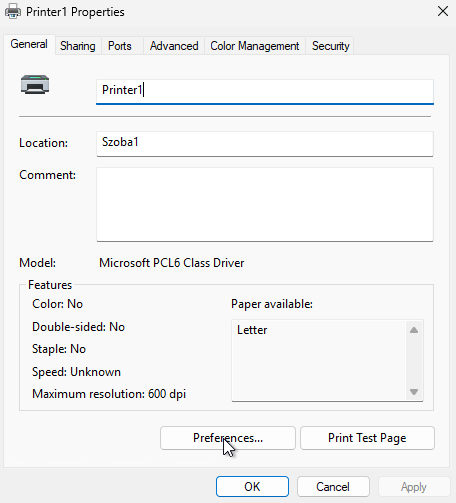 Printer1 Properties
General Sharing Ports Advanced Color Management Security
Printer1
Location: Szoba1
Comment:
Model: Microsoft PCL6 Class Driver
Features
Color: No Paper available:
Double-sided: No Letter
Staple: No
Speed: Unknown
Maximum resolution: 600 dpi
Preferences... Print Test Page
OK Cancel Apply